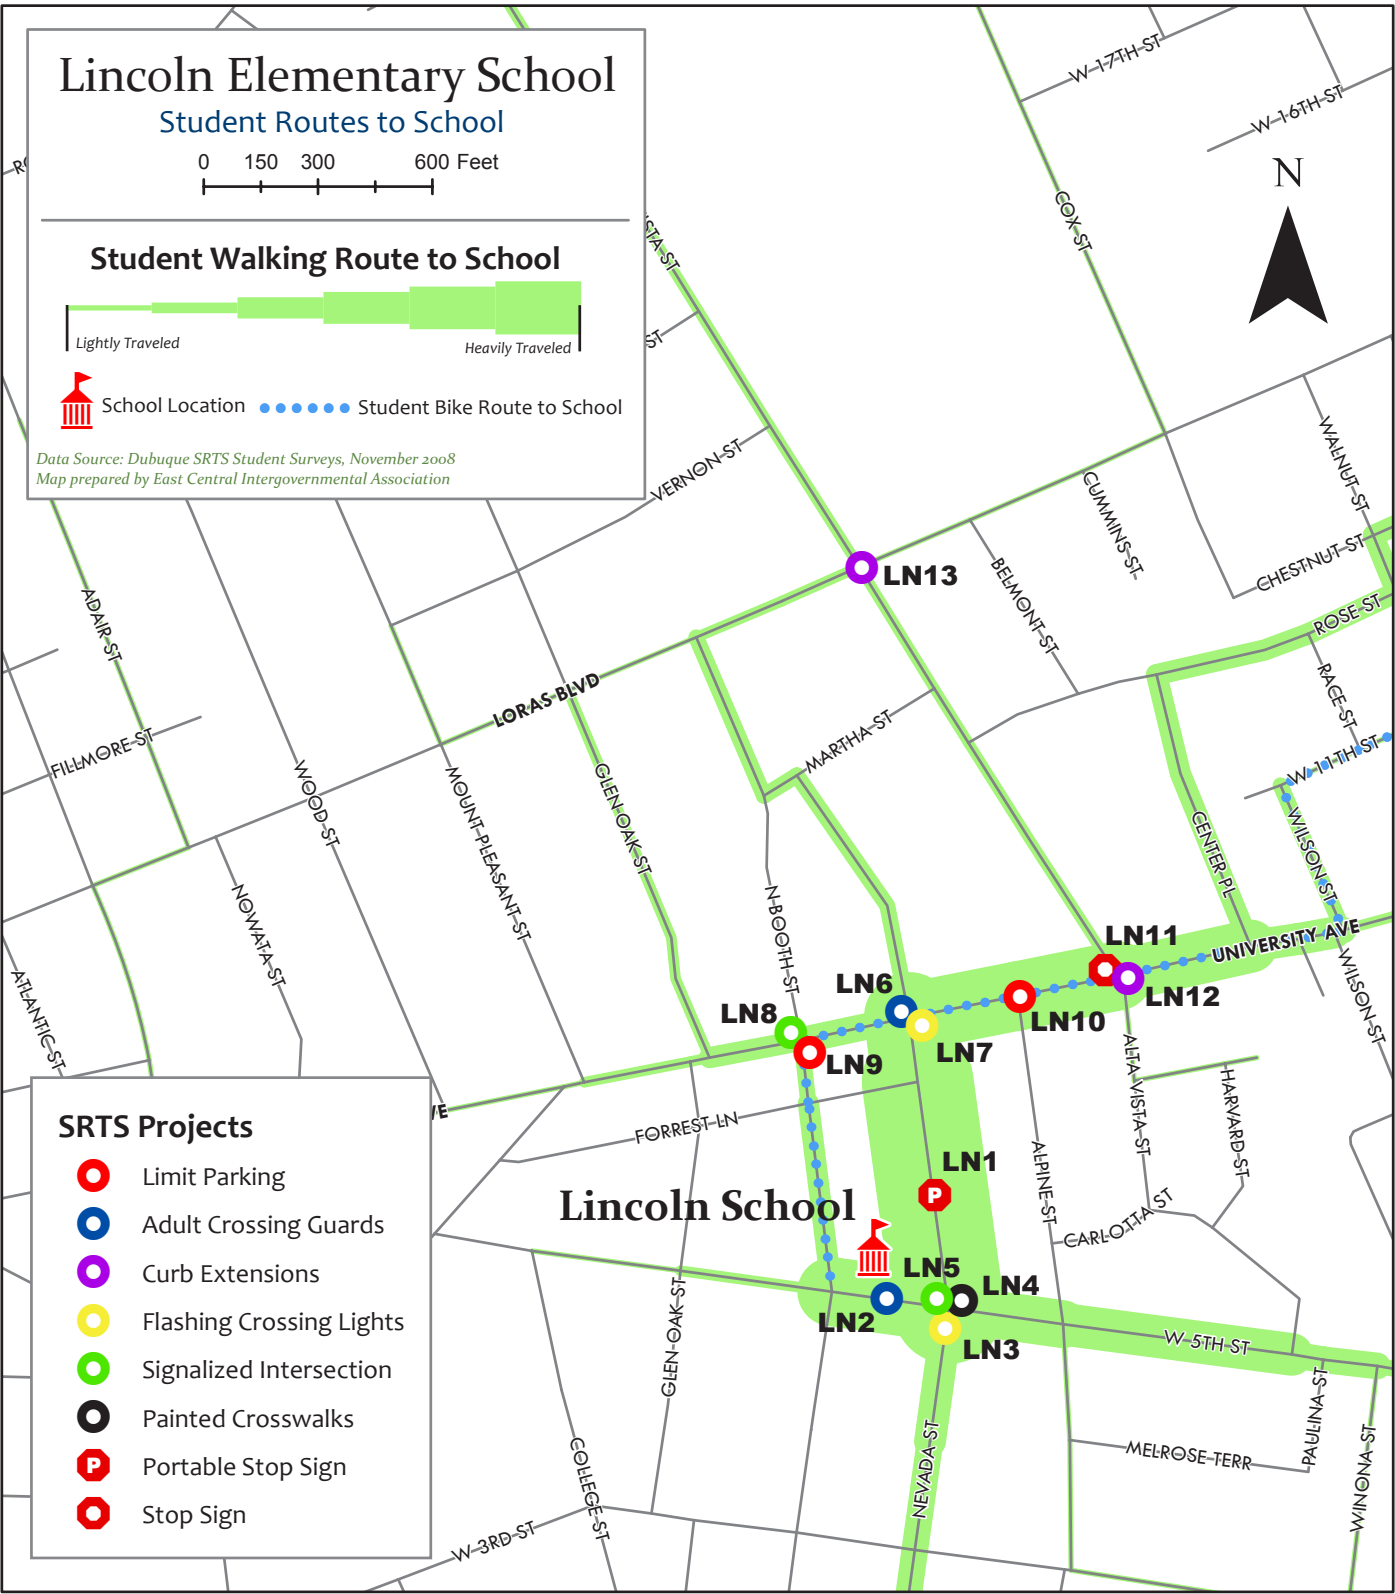 Lincoln Elementary School
Student Routes to School
0 150 300 600 Feet
Student Walking Route to School
Lightly Traveled
Heavily Traveled
School Location
Student Bike Route to School
Data Source: Dubuque SRTS Student Surveys, November 2008
Map prepared by East Central Intergovernmental Association
N
W 17TH ST
W 16TH ST
COX ST
ST
VERNON ST
WALNUT ST
CUMMINS ST
CHESTNUT ST
BELMONT ST
LN13
ROSE ST
ADAIR ST
RACE ST
LORAS BLVD
MARTHA ST
FILLMORE ST
W 11TH ST
WOOD ST
MOUNT PLEASANT ST
GLEN OAK ST
CENTER PL
WILSON ST
N BOOTH ST
NOWATA ST
ATLANTIC ST
UNIVERSITY AVE
WILSON ST
LN11
LN12
LN6
LN10
LN8
LN7
LN9
ALTA VISTA ST
HARVARD ST
FORREST LN
ALPINE ST
LN1
P
Lincoln School
CARLOTTA ST
LN5
LN4
LN2
LN3
W 5TH ST
GLEN OAK ST
PAULINA ST
NEVADA ST
MELROSE TERR
WINONA ST
COLLEGE ST
W 3RD ST
SRTS Projects
Limit Parking
Adult Crossing Guards
Curb Extensions
Flashing Crossing Lights
Signalized Intersection
Painted Crosswalks
P Portable Stop Sign
Stop Sign